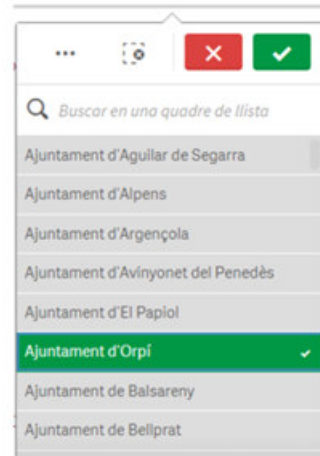 Buscar en una quadre de llista
Ajuntament d'Aguilar de Segarra
Ajuntament d'Alpens
Ajuntament d'Argençola
Ajuntament d'Avinyonet del Penedès
Ajuntament d'El Papiol
Ajuntament d'Orpí
Ajuntament de Balsareny
Ajuntament de Bellprat